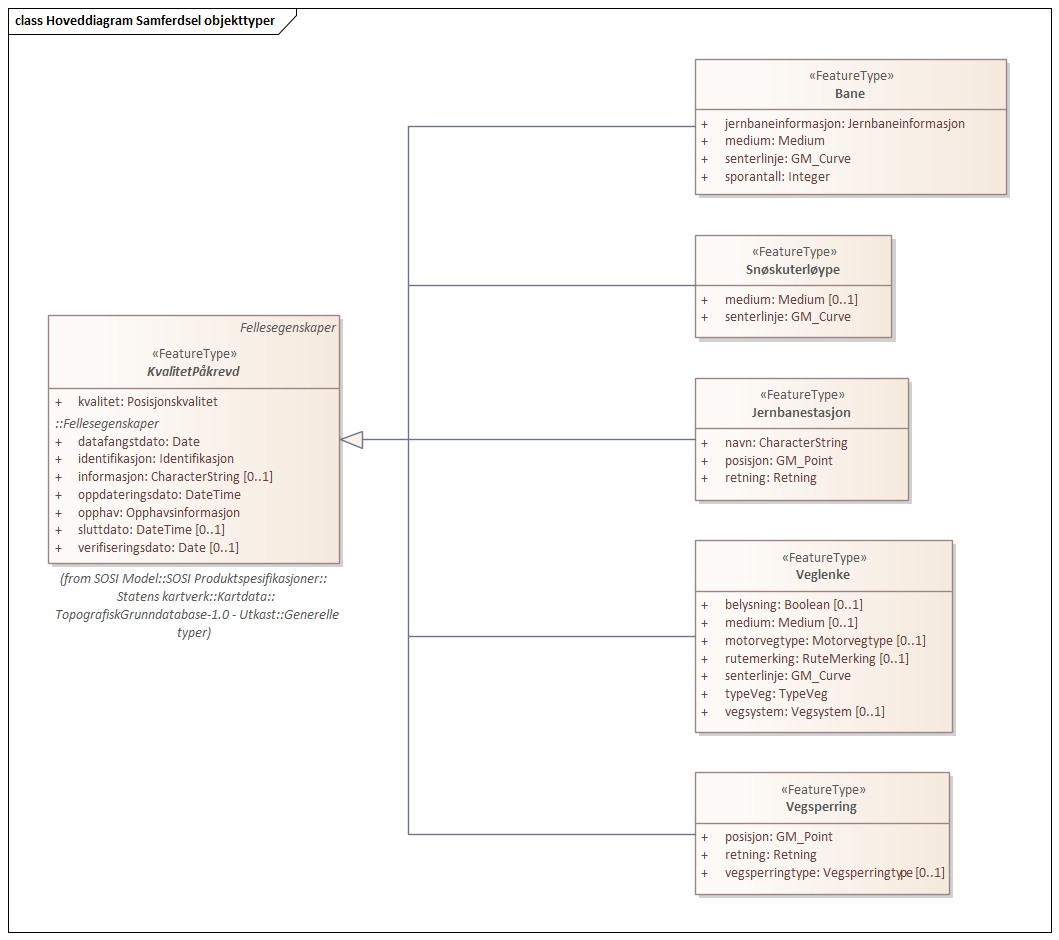 class Hoveddiagram Samferdsel objekttyper
«FeatureType»
Bane
+ jernbaneinformasjon: Jernbaneinformasjon
+ medium: Medium
+ senterlinje: GM_Curve
+ sporantall: Integer
«FeatureType»
Snøskuterløype
+ medium: Medium [0..1]
+ senterlinje: GM_Curve
Fellesegenskaper
«FeatureType»
KvalitetPåkrevd
+ kvalitet: Posisjonskvalitet
::Fellesegenskaper
+ datafangstdato: Date
+ identifikasjon: Identifikasjon
+ informasjon: CharacterString [0..1]
+ oppdateringsdato: DateTime
+ opphav: Opphavsinformasjon
+ sluttdato: DateTime [0..1]
+ verifiseringsdato: Date [0..1]
(from SOSI Model::SOSI Produktspesifikasjoner::
Statens kartverk::Kartdata::
TopografiskGrunndatabase-1.0 - Utkast::Generelle
typer)
«FeatureType»
Jernbanestasjon
+ navn: CharacterString
+ posisjon: GM_Point
+ retning: Retning
«FeatureType»
Veglenke
+ belysning: Boolean [0..1]
+ medium: Medium [0..1]
+ motorvegtype: Motorvegtype [0..1]
+ rutemerking: RuteMerking [0..1]
+ senterlinje: GM_Curve
+ typeVeg: TypeVeg
+ vegsystem: Vegsystem [0..1]
«FeatureType»
Vegsperring
+ posisjon: GM_Point
+ retning: Retning
+ vegsperringtype: Vegsperringtype [0..1]